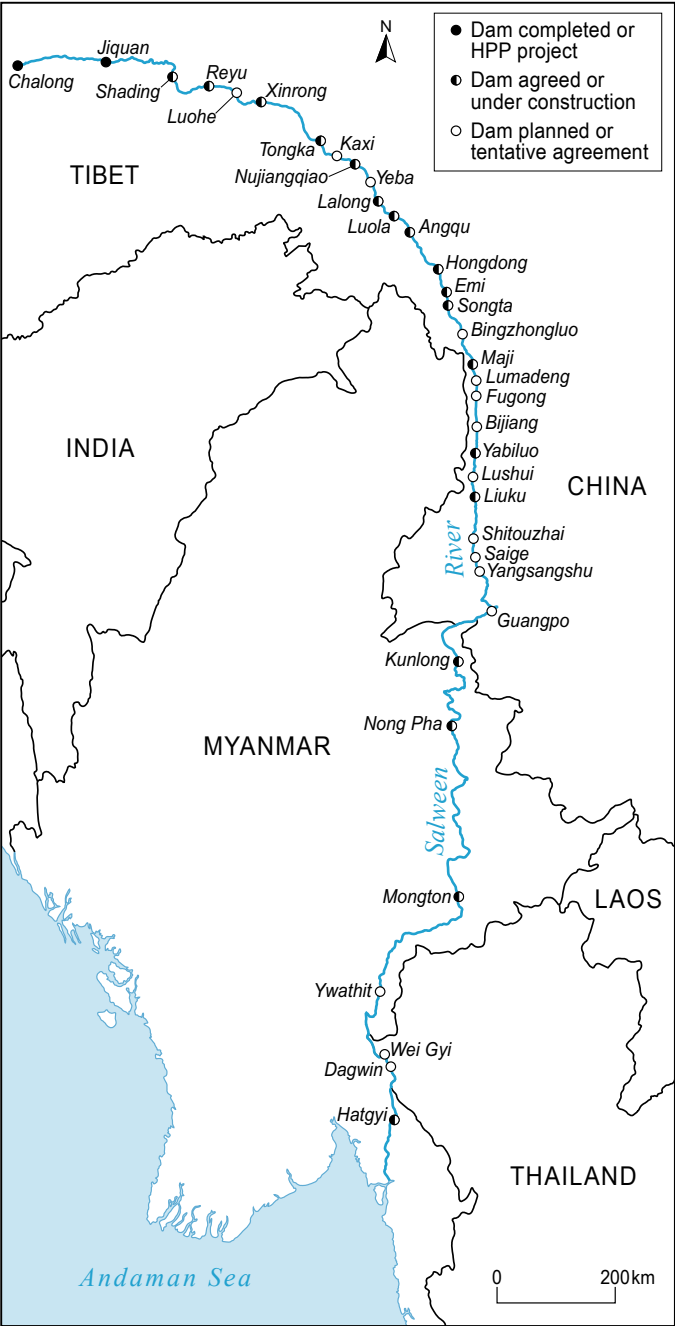 N
Dam completed or
HPP project
Dam agreed or
under construction
Dam planned or
tentative agreement
Jiquan
Chalong
Shading
Reyu
Luohe
Xinrong
Tongka
Kaxi
Nujiangqiao
Yeba
TIBET
Lalong
Luola
Angqu
Hongdong
Emi
Songta
Bingzhongluo
Maji
Lumadeng
Fugong
Bijiang
INDIA
Yabiluo
Lushui
CHINA
Liuku
Shitouzhai
River
Saige
Yangsangshu
Guangpo
Kunlong
Nong Pha
MYANMAR
Salween
Mongton
LAOS
Ywathit
Wei Gyi
Dagwin
Hatgyi
THAILAND
Andaman Sea
0
200km